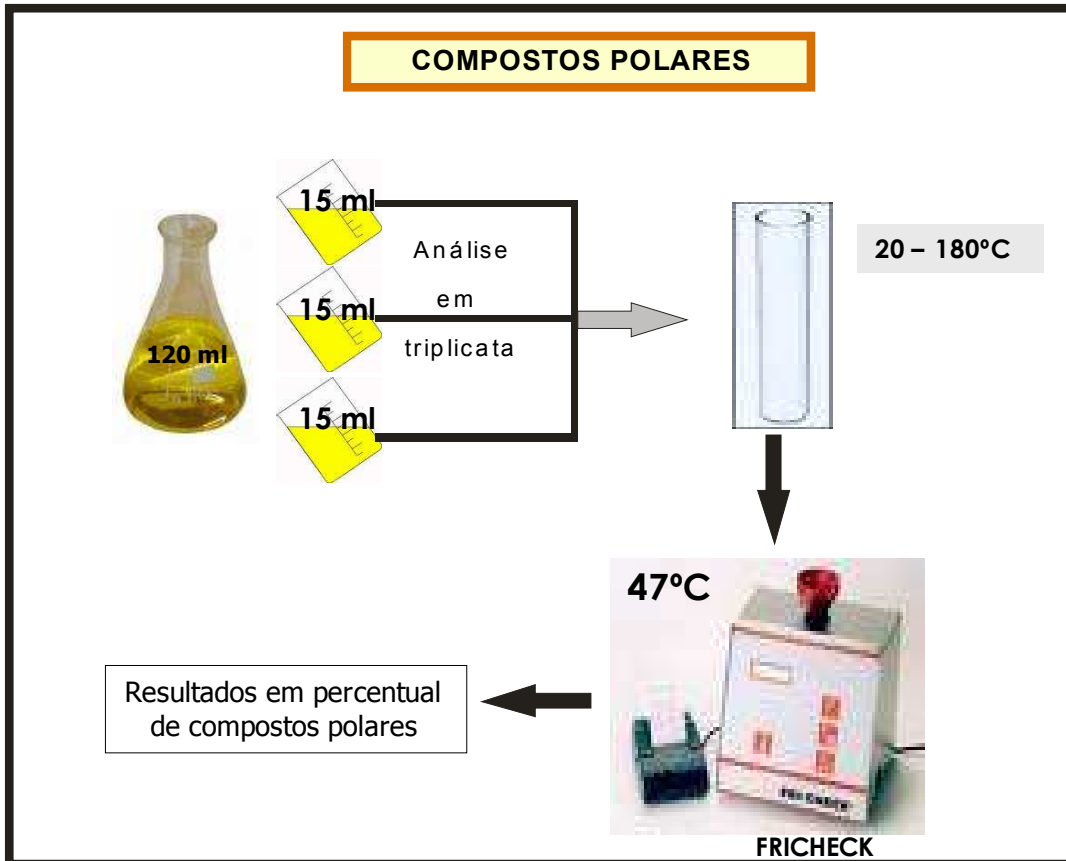 COMPOSTOS POLARES
120 ml
15 ml
15 ml
15 ml
Análise
em
triplicata
20 – 180ºC
47ºC
FRICHECK
Resultados em percentual
de compostos polares